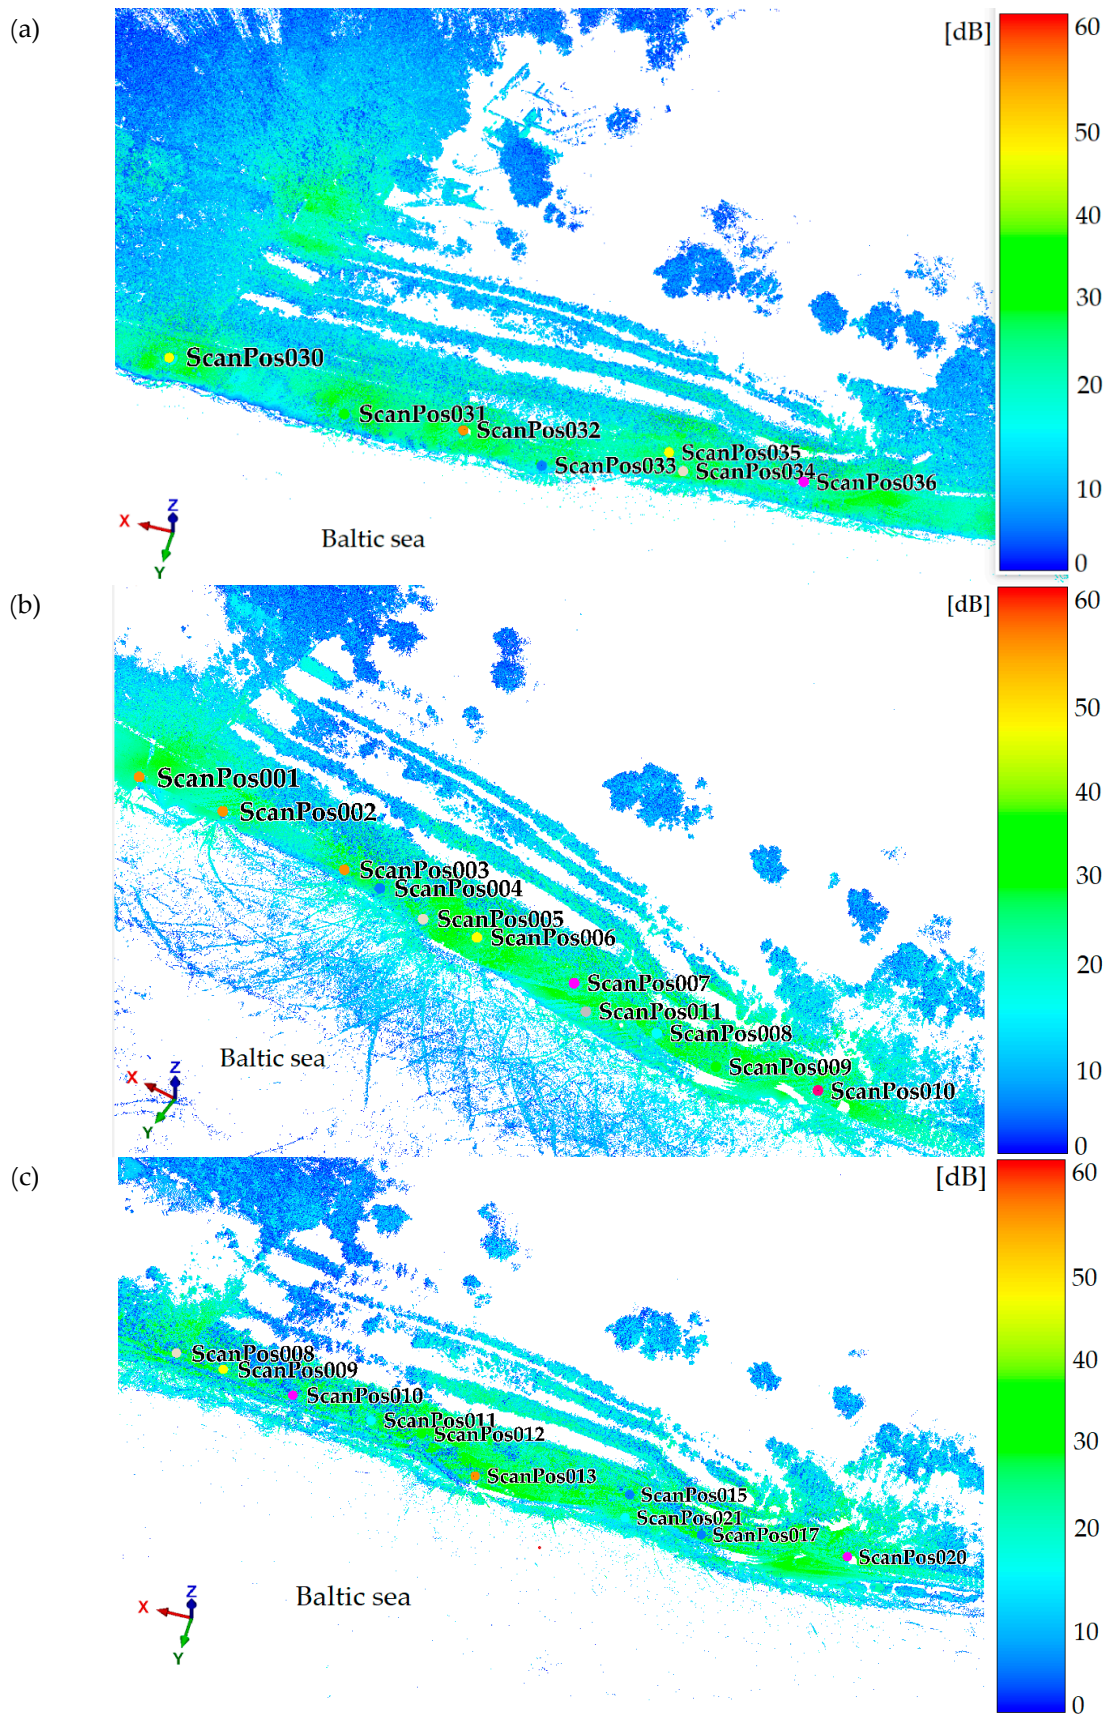 (a)
[dB]
60
50
40
30
20
10
0
ScanPos030
ScanPos031
ScanPos032
ScanPos033
ScanPos035
ScanPos034
ScanPos036
X
Z
Y
Baltic sea
(b)
[dB]
60
50
40
30
20
10
0
ScanPos001
ScanPos002
ScanPos003
ScanPos004
ScanPos005
ScanPos006
ScanPos007
ScanPos011
ScanPos008
ScanPos009
ScanPos010
Baltic sea
X
Z
Y
(c)
[dB]
60
50
40
30
20
10
0
ScanPos008
ScanPos009
ScanPos010
ScanPos011
ScanPos012
ScanPos013
ScanPos015
ScanPos021
ScanPos017
ScanPos020
Baltic sea
X
Z
Y